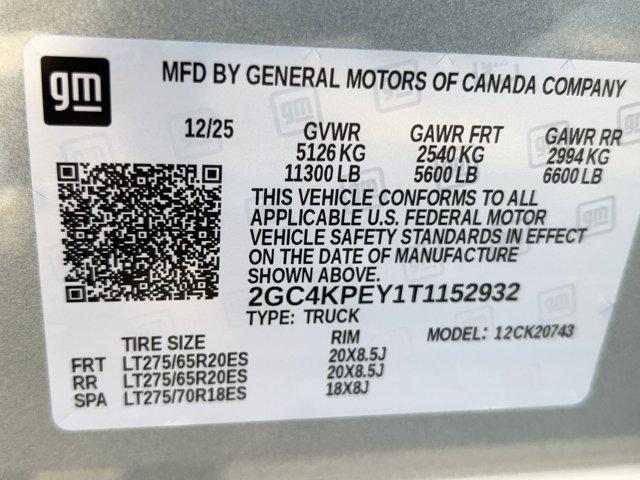 gm
MFD BY GENERAL MOTORS OF CANADA COMPANY
12/25 GVWR GAWR FRT GAWR RR
5126 KG 2540 KG 2994 KG
11300 LB 5600 LB 6600 LB
THIS VEHICLE CONFORMS TO ALL
APPLICABLE U.S. FEDERAL MOTOR
VEHICLE SAFETY STANDARDS IN EFFECT
ON THE DATE OF MANUFACTURE
SHOWN ABOVE.
2GC4KPEY1T1152932
TYPE: TRUCK MODEL: 12CK20743
TIRE SIZE RIM
FRT LT275/65R20ES 20X8.5J
RR LT275/65R20ES 20X8.5J
SPA LT275/70R18ES 18X8J